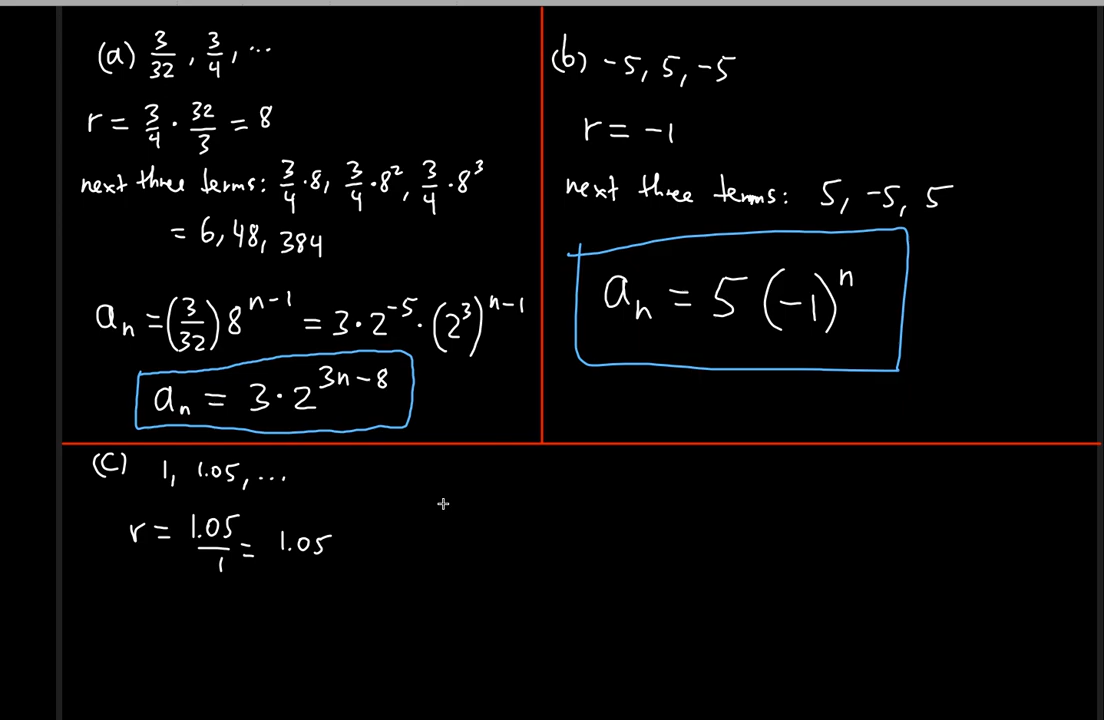 (a) 3/32, 3/4, ...
r = 3/4 · 32/3 = 8
next three terms: 3/4·8, 3/4·8², 3/4·8³
= 6, 48, 384
aₙ = (3/32) 8ⁿ⁻¹ = 3·2⁻⁵·(2³)ⁿ⁻¹
aₙ = 3·2³ⁿ⁻⁸
(b) -5, 5, -5
r = -1
next three terms: 5, -5, 5
aₙ = 5(-1)ⁿ
(C) 1, 1.05, ...
r = 1.05/1 = 1.05